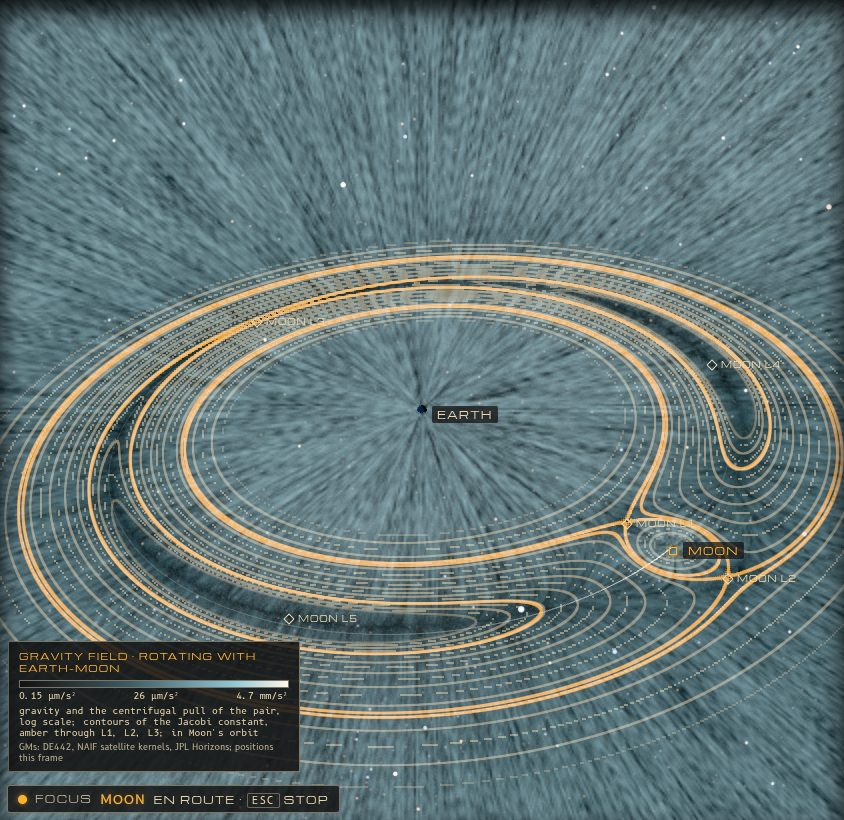 MOON L3
MOON L4
EARTH
MOON L1
MOON
MOON L2
MOON L5
GRAVITY FIELD · ROTATING WITH
EARTH-MOON
0.15 µm/s² 26 µm/s² 4.7 mm/s²
gravity and the centrifugal pull of the pair,
log scale; contours of the Jacobi constant,
amber through L1, L2, L3; in Moon's orbit
GMs: DE442, NAIF satellite kernels, JPL Horizons; positions
this frame
FOCUS MOON EN ROUTE · ESC STOP